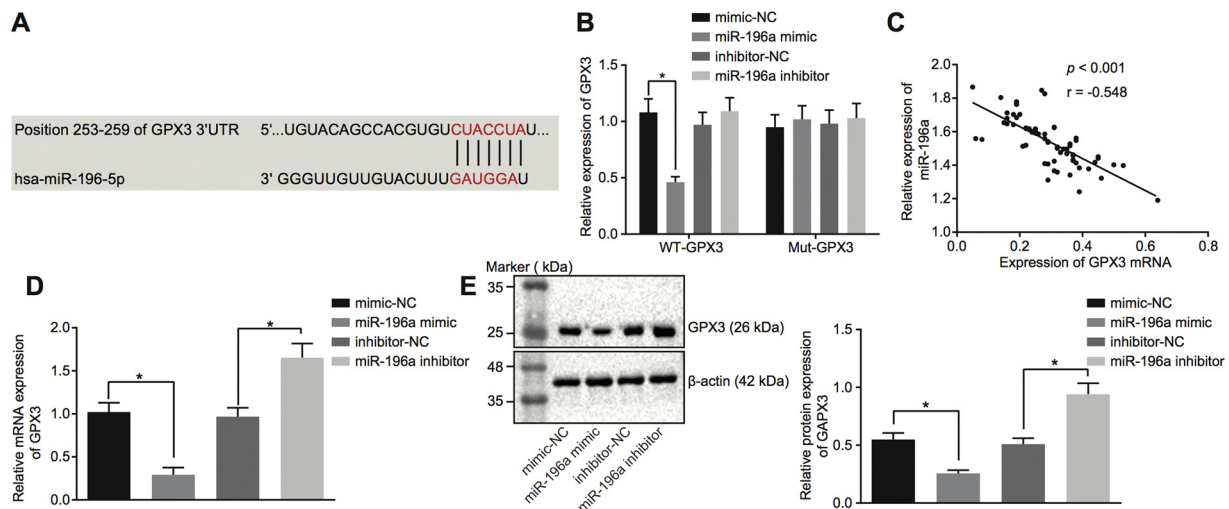 A
Position 253-259 of GPX3 3'UTR 5'...UGUACAGCCACGUGUCUACCUAU...
hsa-miR-196-5p 3' GGGUUGUUGUACUUUGAUGGAU
B
mimic-NC
miR-196a mimic
inhibitor-NC
miR-196a inhibitor
Relative expression of GPX3
1.5
1.0
0.5
0.0
*
WT-GPX3 Mut-GPX3
C
Relative expression of
miR-196a
2.0
1.8
1.6
1.4
1.2
1.0
p < 0.001
r = -0.548
0.0 0.2 0.4 0.6 0.8
Expression of GPX3 mRNA
D
mimic-NC
miR-196a mimic
inhibitor-NC
miR-196a inhibitor
Relative mRNA expression
of GPX3
2.0
1.5
1.0
0.5
0.0
*
*
E
Marker ( kDa)
35
25
GPX3 (26 kDa)
48
35
β-actin (42 kDa)
mimic-NC
miR-196a mimic
inhibitor-NC
miR-196a inhibitor
mimic-NC
miR-196a mimic
inhibitor-NC
miR-196a inhibitor
Relative protein expression
of GAPX3
1.5
1.0
0.5
0.0
*
*